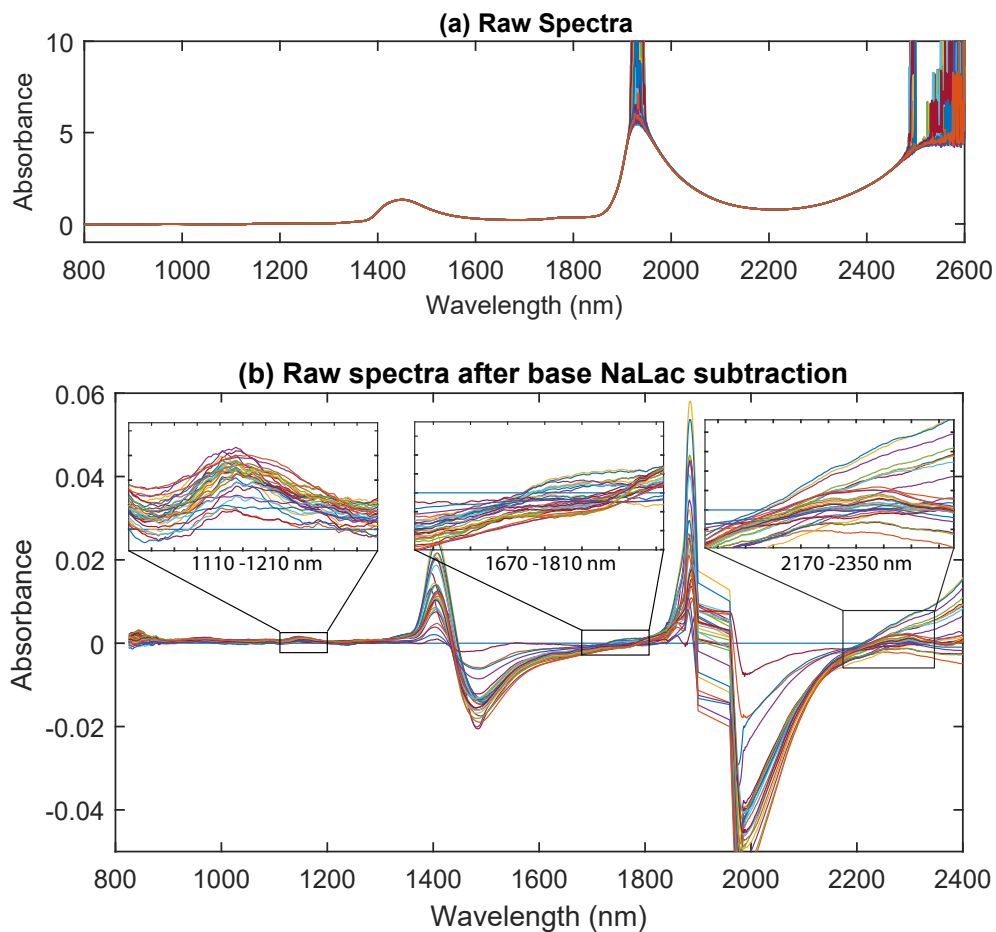 (a) Raw Spectra
10
5
0
Absorbance
800 1000 1200 1400 1600 1800 2000 2200 2400 2600
Wavelength (nm)
(b) Raw spectra after base NaLac subtraction
0.06
0.04
0.02
0
-0.02
-0.04
Absorbance
1110 -1210 nm
1670 -1810 nm
2170 -2350 nm
800 1000 1200 1400 1600 1800 2000 2200 2400
Wavelength (nm)